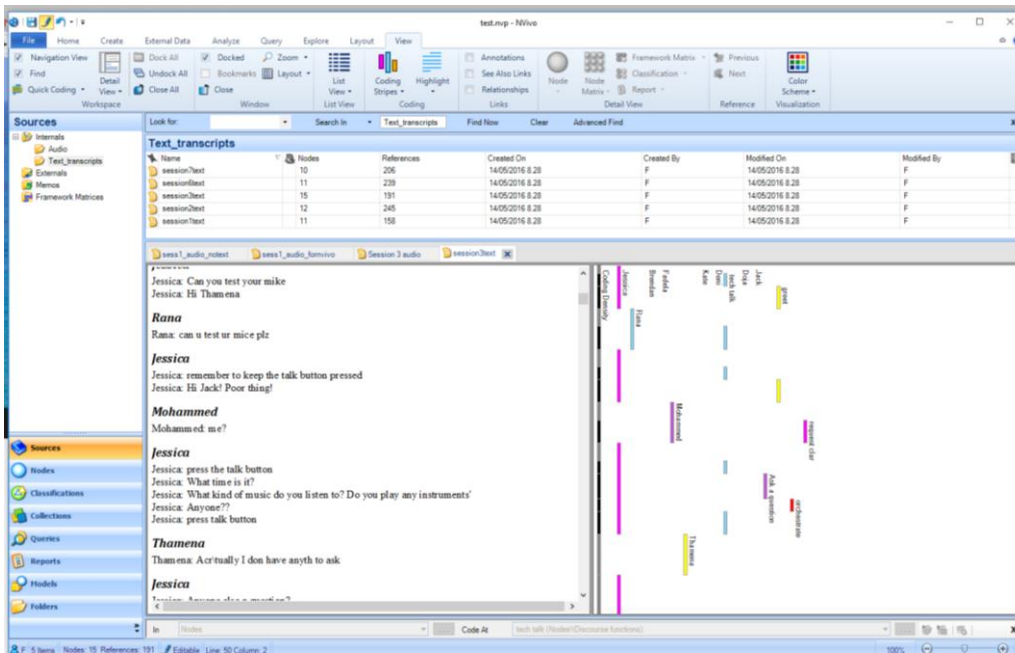 test.nvp - NVivo
File Home Create External Data Analyze Query Explore Layout View
Navigation View
Find
Quick Coding
Detail View
Workspace
Dock All
Undock All
Close All
Docked
Bookmarks
Close
Zoom
Layout
Window
List View
List View
Coding Stripes
Highlight
Coding
Annotations
See Also Links
Relationships
Links
Node
Node Matrix
Framework Matrix
Classification
Report
Detail View
Previous
Next
Reference
Color Scheme
Visualization
Sources
Internals
Audio
Text_transcripts
Externals
Memos
Framework Matrices
Look for: Search In Text_transcripts Find Now Clear Advanced Find
Text_transcripts
Name Nodes References Created On Created By Modified On Modified By
session7text 10 206 14/05/2016 8.28 F 14/05/2016 8.28 F
session6text 11 239 14/05/2016 8.28 F 14/05/2016 8.28 F
session3text 15 191 14/05/2016 8.28 F 14/05/2016 8.28 F
session2text 12 245 14/05/2016 8.28 F 14/05/2016 8.28 F
session1text 11 158 14/05/2016 8.28 F 14/05/2016 8.28 F
sess1_audio_notext sess1_audio_fornvivo Session 3 audio session3text
Jessica: Can you test your mike
Jessica: Hi Thamena
Rana
Rana: can u test ur mice plz
Jessica
Jessica: remember to keep the talk button pressed
Jessica: Hi Jack! Poor thing!
Mohammed
Mohammed: me?
Jessica
Jessica: press the talk button
Jessica: What time is it?
Jessica: What kind of music do you listen to? Do you play any instruments'
Jessica: Anyone??
Jessica: press talk button
Thamena
Thamena: Acr\tually I don have anyth to ask
Jessica
Jessica: Anyone else a question?
Coding Density
Jessica
Rana
Brendan
Fadela
Mohammed
Thamena
Kate
Deni
tech talk
Doja
Jack
Ask a question
greet
orchestrate
request clar
Sources
Nodes
Classifications
Collections
Queries
Reports
Models
Folders
In Nodes Code At tech talk (Nodes\\Discourse functions)
F 5 Items Nodes: 15 References: 191 Editable Line: 50 Column: 2 100%